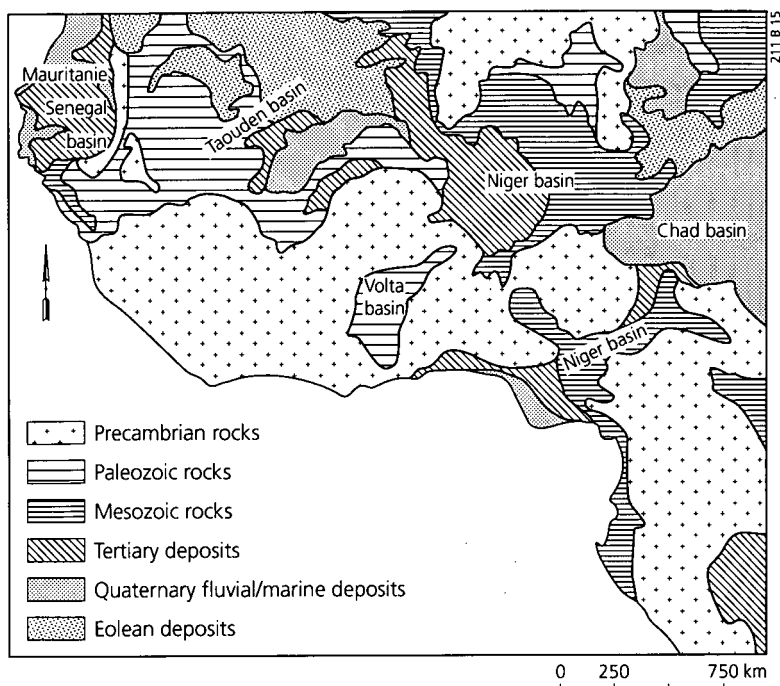 211 B 15
Mauritanie
Senegal
basin
Taouden basin
Niger basin
Chad basin
Volta
basin
Niger basin
Precambrian rocks
Paleozoic rocks
Mesozoic rocks
Tertiary deposits
Quaternary fluvial/marine deposits
Eolean deposits
0 250 750 km